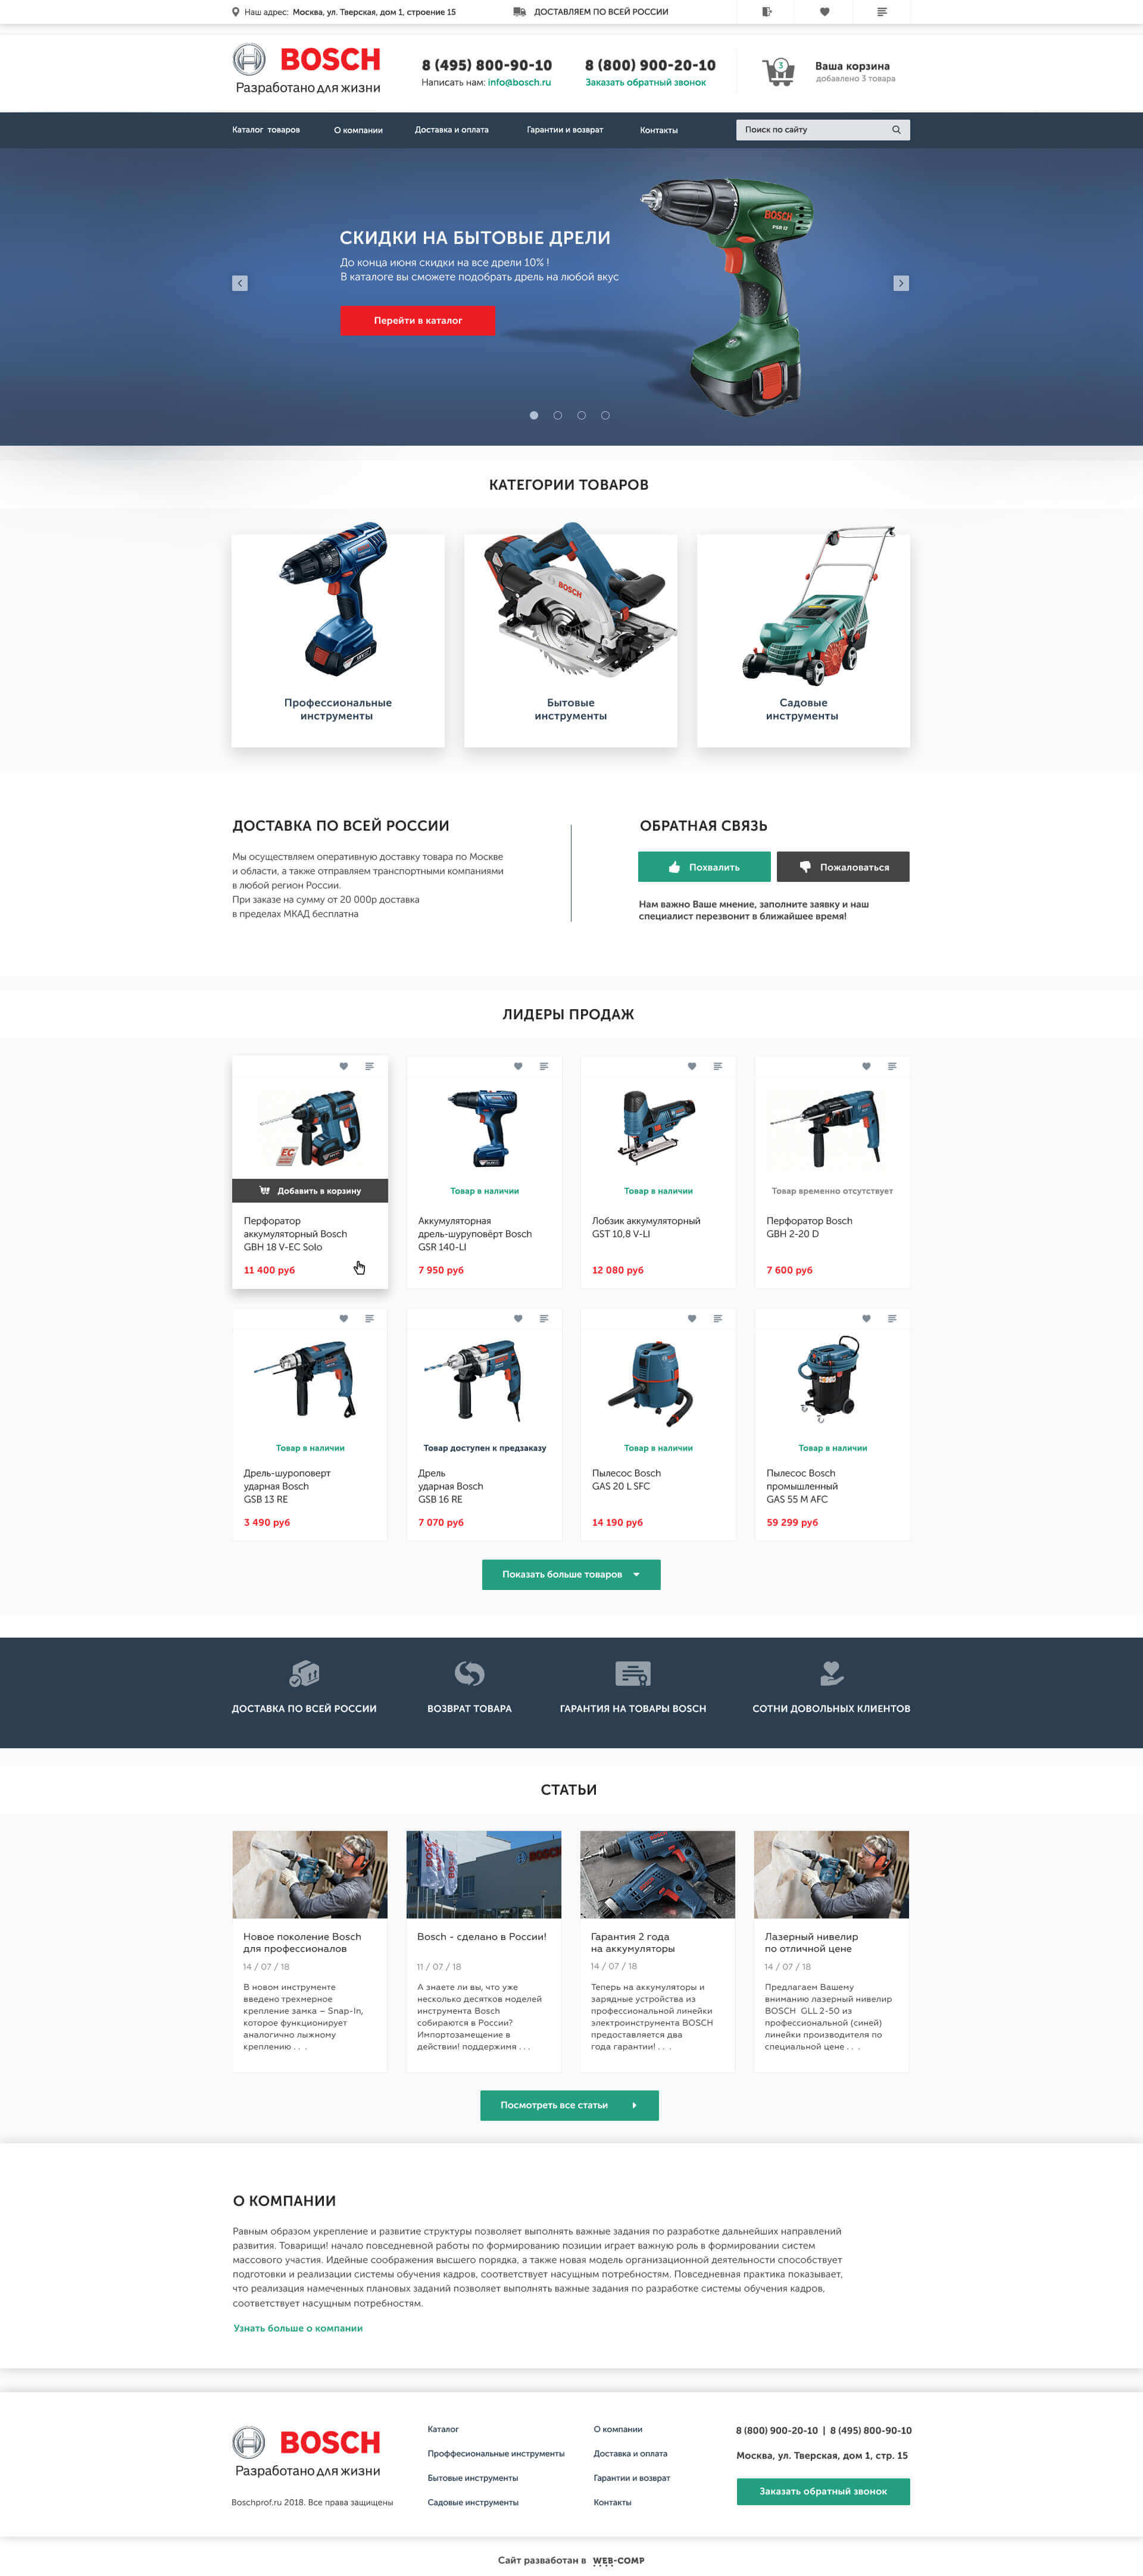 Наш адрес: Москва, ул. Тверская, дом 1, строение 15
ДОСТАВЛЯЕМ ПО ВСЕЙ РОССИИ
BOSCH
Разработано для жизни
8 (495) 800-90-10
Написать нам: info@bosch.ru
8 (800) 900-20-10
Заказать обратный звонок
3
Ваша корзина
добавлено 3 товара
Каталог товаров
О компании
Доставка и оплата
Гарантии и возврат
Контакты
Поиск по сайту
СКИДКИ НА БЫТОВЫЕ ДРЕЛИ
До конца июня скидки на все дрели 10% !
В каталоге вы сможете подобрать дрель на любой вкус
Перейти в каталог
BOSCH
PSR 12
КАТЕГОРИИ ТОВАРОВ
BOSCH
Профессиональные
инструменты
Бытовые
инструменты
Садовые
инструменты
ДОСТАВКА ПО ВСЕЙ РОССИИ
Мы осуществляем оперативную доставку товара по Москве
и области, а также отправляем транспортными компаниями
в любой регион России.
При заказе на сумму от 20 000р доставка
в пределах МКАД бесплатна
ОБРАТНАЯ СВЯЗЬ
Похвалить
Пожаловаться
Нам важно Ваше мнение, заполните заявку и наш
специалист перезвонит в ближайшее время!
ЛИДЕРЫ ПРОДАЖ
EC
Добавить в корзину
Перфоратор
аккумуляторный Bosch
GBH 18 V-EC Solo
11 400 руб
Товар в наличии
Аккумуляторная
дрель-шуруповёрт Bosch
GSR 140-LI
7 950 руб
Товар в наличии
Лобзик аккумуляторный
GST 10,8 V-LI
12 080 руб
Товар временно отсутствует
Перфоратор Bosch
GBH 2-20 D
7 600 руб
Товар в наличии
Дрель-шуроповерт
ударная Bosch
GSB 13 RE
3 490 руб
Товар доступен к предзаказу
Дрель
ударная Bosch
GSB 16 RE
7 070 руб
Товар в наличии
Пылесос Bosch
GAS 20 L SFC
14 190 руб
Товар в наличии
Пылесос Bosch
промышленный
GAS 55 M AFC
59 299 руб
Показать больше товаров
ДОСТАВКА ПО ВСЕЙ РОССИИ
ВОЗВРАТ ТОВАРА
ГАРАНТИЯ НА ТОВАРЫ BOSCH
СОТНИ ДОВОЛЬНЫХ КЛИЕНТОВ
СТАТЬИ
Новое поколение Bosch
для профессионалов
14 / 07 / 18
В новом инструменте
введено трехмерное
крепление замка – Snap-In,
которое функционирует
аналогично лыжному
креплению . . .
BOSCH
BOSCH
BOSCH
Bosch - сделано в России!
11 / 07 / 18
А знаете ли вы, что уже
несколько десятков моделей
инструмента Bosch
собираются в России?
Импортозамещение в
действии! поддержимя . . .
Гарантия 2 года
на аккумуляторы
14 / 07 / 18
Теперь на аккумуляторы и
зарядные устройства из
профессиональной линейки
электроинструмента BOSCH
предоставляется два
года гарантии! . . .
Лазерный нивелир
по отличной цене
14 / 07 / 18
Предлагаем Вашему
вниманию лазерный нивелир
BOSCH GLL 2-50 из
профессиональной (синей)
линейки производителя по
специальной цене . . .
Посмотреть все статьи
О КОМПАНИИ
Равным образом укрепление и развитие структуры позволяет выполнять важные задания по разработке дальнейших направлений
развития. Товарищи! начало повседневной работы по формированию позиции играет важную роль в формировании систем
массового участия. Идейные соображения высшего порядка, а также новая модель организационной деятельности способствует
подготовки и реализации системы обучения кадров, соответствует насущным потребностям. Повседневная практика показывает,
что реализация намеченных плановых заданий позволяет выполнять важные задания по разработке системы обучения кадров,
соответствует насущным потребностям.
Узнать больше о компании
BOSCH
Разработано для жизни
Boschprof.ru 2018. Все права защищены
Каталог
Проффесиональные инструменты
Бытовые инструменты
Садовые инструменты
О компании
Доставка и оплата
Гарантии и возврат
Контакты
8 (800) 900-20-10 | 8 (495) 800-90-10
Москва, ул. Тверская, дом 1, стр. 15
Заказать обратный звонок
Сайт развработан в WEB-COMP